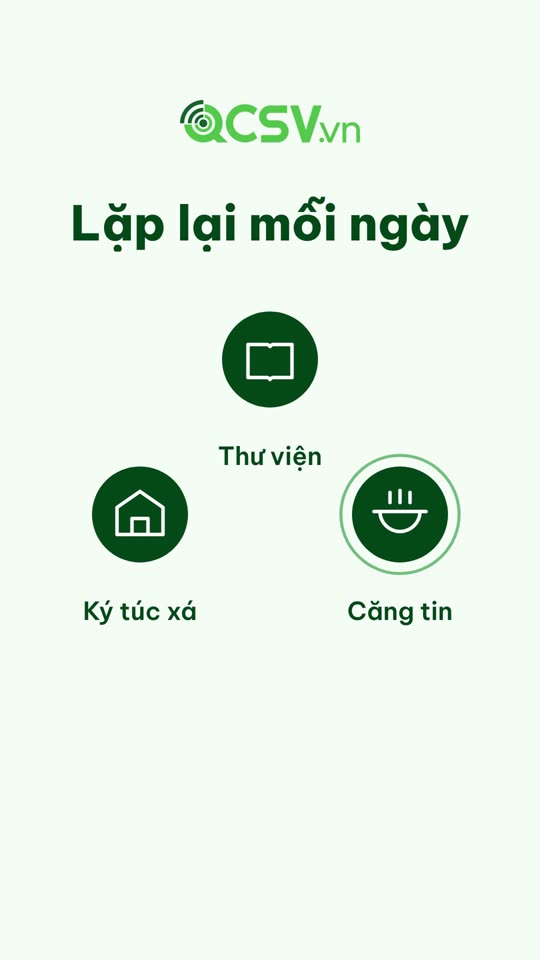 QCSV.vn
Lặp lại mỗi ngày
Thư viện
Ký túc xá
Căng tin